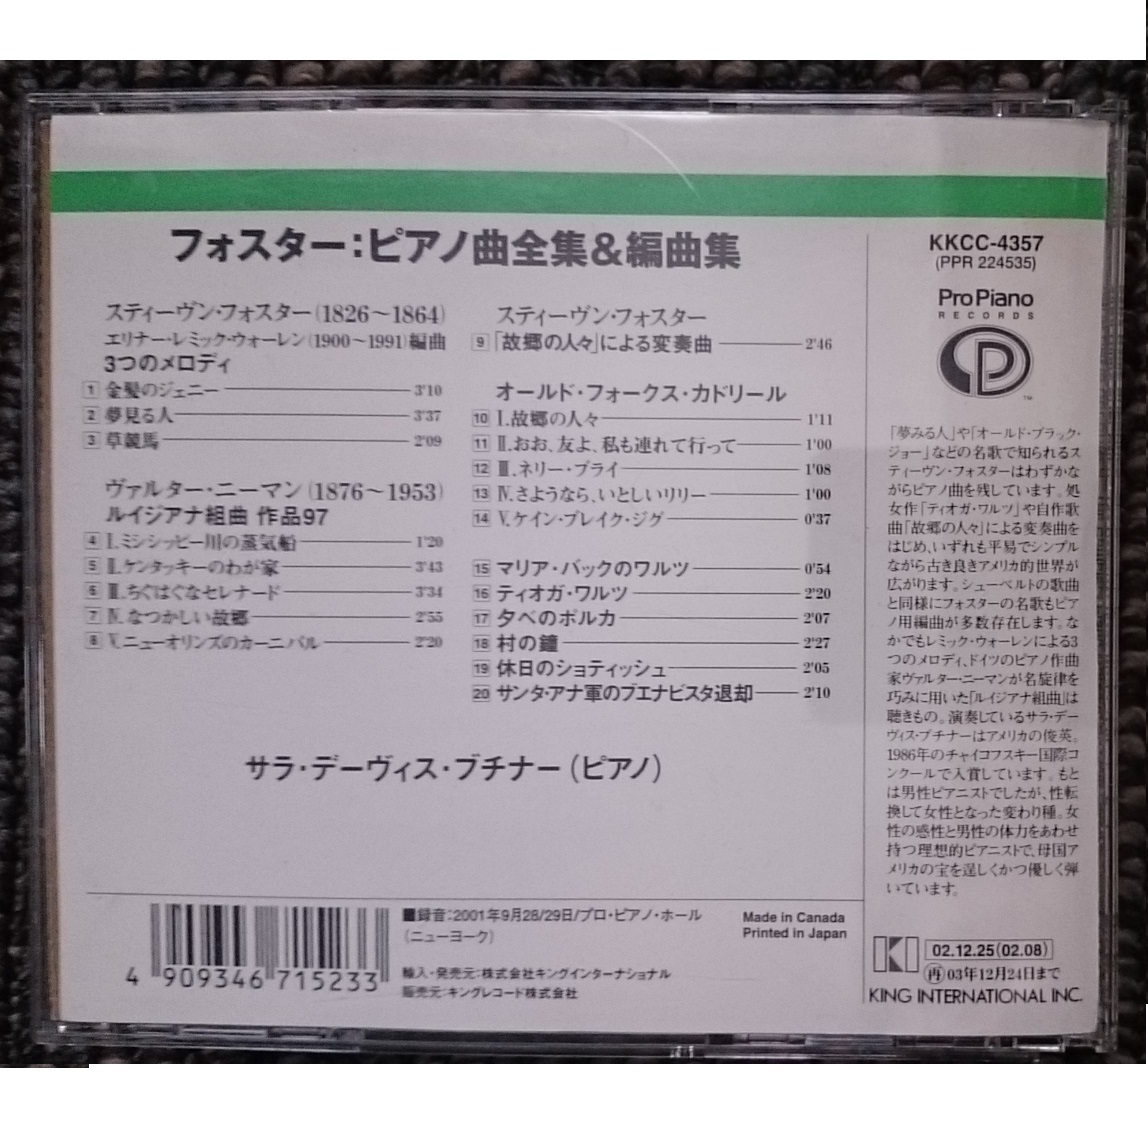 フォスター:ピアノ曲全集&編曲集
スティーヴン・フォスター(1826〜1864)
エリナー・レミック・ウォーレン(1900〜1991)編曲
3つのメロディ
1 金髪のジェニー 3'10
2 夢見る人 3'37
3 草競馬 2'09
ヴァルター・ニーマン(1876〜1953)
ルイジアナ組曲 作品97
4 Ⅰ.ミシシッピー川の蒸気船 1'20
5 Ⅱ.ケンタッキーのわが家 3'43
6 Ⅲ.ちぐはぐなセレナード 3'34
7 Ⅳ.なつかしい故郷 2'55
8 Ⅴ.ニューオリンズのカーニバル 2'20
スティーヴン・フォスター
9 「故郷の人々」による変奏曲 2'46
オールド・フォークス・カドリール
10 Ⅰ.故郷の人々 1'11
11 Ⅱ.おお、友よ、私も連れて行って 1'00
12 Ⅲ.ネリー・ブライ 1'08
13 Ⅳ.さようなら、いとしいリリー 1'00
14 Ⅴ.ケイン・ブレイク・ジグ 0'37
15 マリア・バックのワルツ 0'54
16 ティオガ・ワルツ 2'20
17 夕べのポルカ 2'07
18 村の鐘 2'27
19 休日のショティッシュ 2'05
20 サンタ・アナ軍のブエナビスタ退却 2'10
サラ・デーヴィス・ブチナー(ピアノ)
KKCC-4357
(PPR 224535)
Pro Piano
RECORDS
TM
「夢みる人」や「オールド・ブラック・
ジョー」などの名歌で知られるス
ティーヴン・フォスターはわずかな
がらピアノ曲を残しています。処
女作「ティオガ・ワルツ」や自作歌
曲「故郷の人々」による変奏曲を
はじめ、いずれも平易でシンプル
ながら古き良きアメリカ的世界が
広がります。シューベルトの歌曲
と同様にフォスターの名歌もピア
ノ用編曲が多数存在します。な
かでもレミック・ウォーレンによる3
つのメロディ、ドイツのピアノ作曲
家ヴァルター・ニーマンが名旋律を
巧みに用いた「ルイジアナ組曲」は
聴きもの。演奏しているサラ・デー
ヴィス・ブチナーはアメリカの俊英。
1986年のチャイコフスキー国際コ
ンクールで入賞しています。もと
は男性ピアニストでしたが、性転
換して女性となった変わり種。女
性の感性と男性の体力をあわせ
持つ理想的ピアニストで、母国ア
メリカの宝を逞しくかつ優しく弾
いています。
4 909346 715233
■録音:2001年9月28/29日/プロ・ピアノ・ホール
(ニューヨーク)
輸入・発売元:株式会社キングインターナショナル
販売元:キングレコード株式会社
Made in Canada
Printed in Japan
KI
02.12.25(02.08)
再 03年12月24日まで
KING INTERNATIONAL INC.